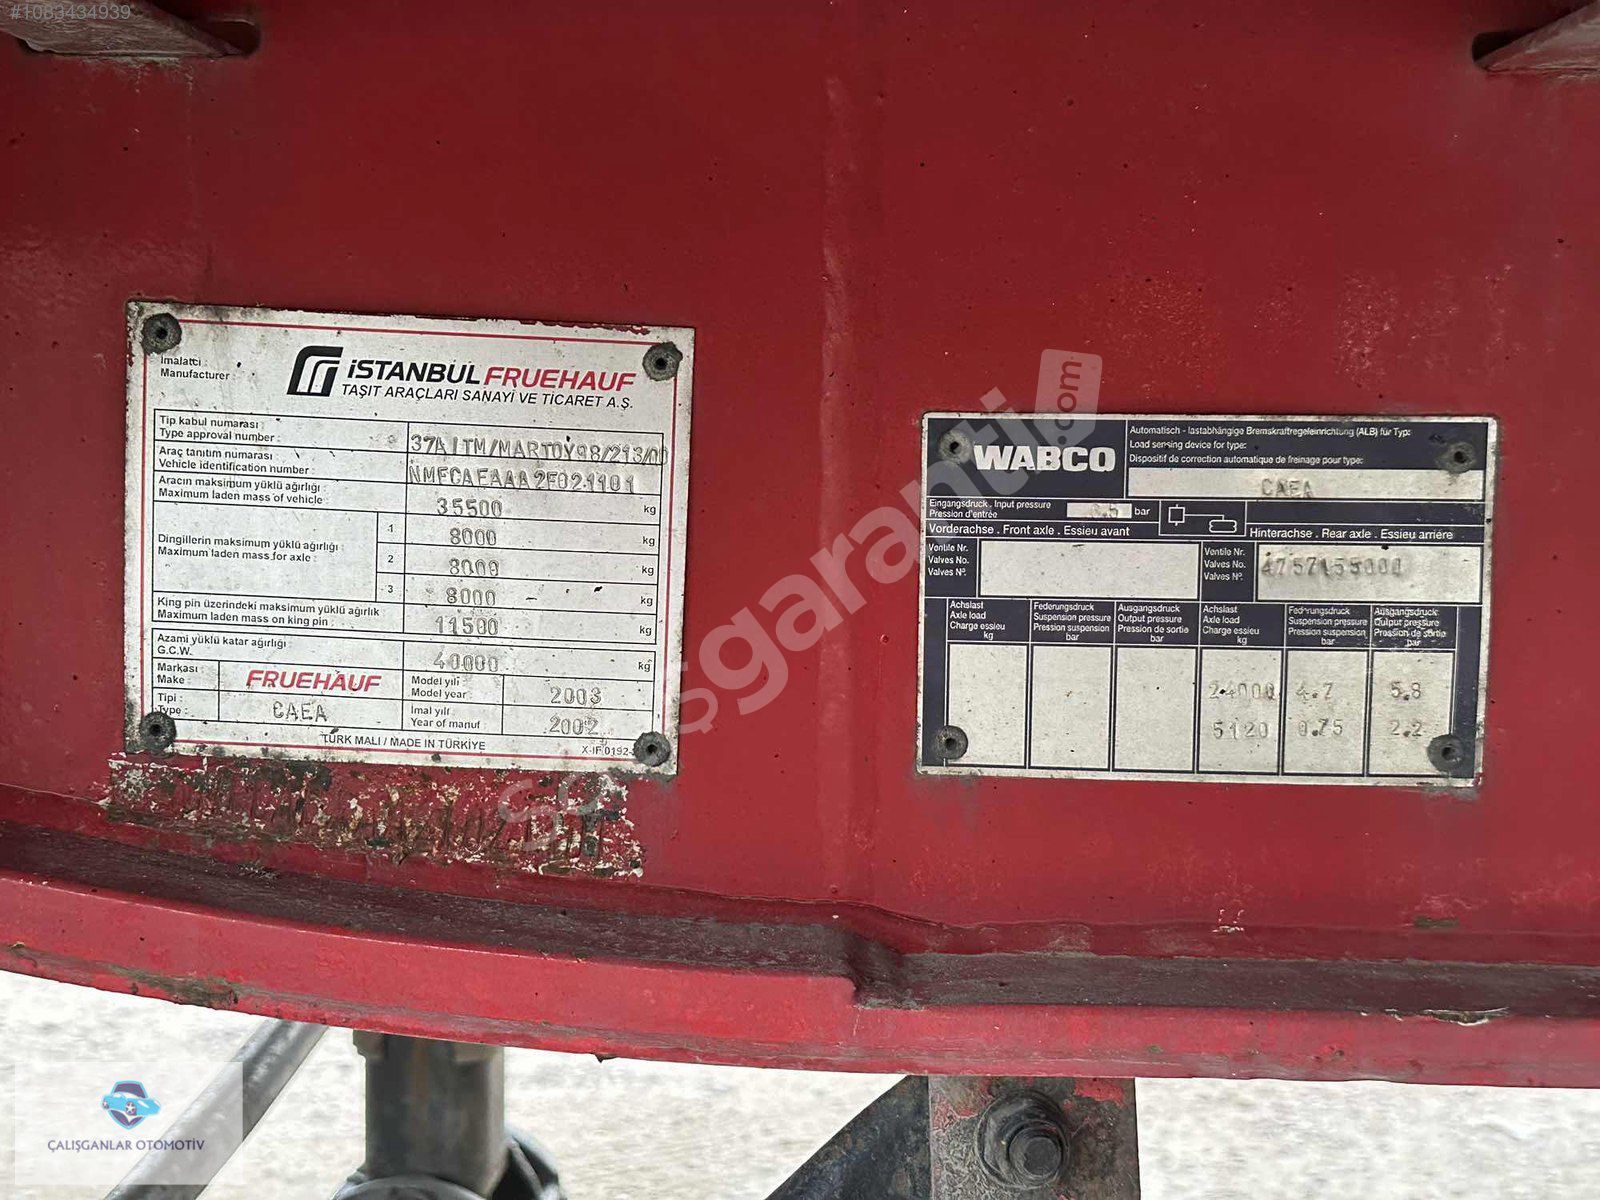 #1083434939
İmalatcı :
Manufacturer :
iSTANBUL FRUEHAUF
TAŞIT ARAÇLARI SANAYİ VE TİCARET A.Ş.
Tip kabul numarası :
Type approval number :
37AITM/MARTOY98/213/00
Araç tanıtım numarası
Vehicle identification number :
NMFCAEAAA2F021101
Aracın maksimum yüklü ağırlığı :
Maximum laden mass of vehicle :
35500 kg
Dingillerin maksimum yüklü ağırlığı :
Maximum laden mass for axle :
1 8000 kg
2 8000 kg
3 8000 kg
King pin üzerindeki maksimum yüklü ağırlık
Maximum laden mass on king pin :
11500 kg
Azami yüklü katar ağırlığı :
G.C.W.
40000 kg
Markası :
Make :
FRUEHAUF
Model yılı :
Model year :
2003
Tipi :
Type :
CAEA
İmal yılı :
Year of manuf :
2002
TÜRK MALI / MADE IN TÜRKİYE
WABCO
Automatisch - lastabhängige Bremskraftregeleinrichtung (ALB) für Typ:
Load sensing device for type:
Dispositif de correction automatique de freinage pour type:
CAEA
Eingangsdruck . Input pressure
Pression d'entrée
bar
Vorderachse . Front axle . Essieu avant
Hinterachse . Rear axle . Essieu arrière
Ventile Nr.
Valves No.
Valves Nº.
Ventile Nr.
Valves No.
Valves Nº.
4757155000
Achslast
Axle load
Charge essieu
kg
Federungsdruck
Suspension pressure
Pression suspension
bar
Ausgangsdruck
Output pressure
Pression de sortie
bar
Achslast
Axle load
Charge essieu
kg
Federungsdruck
Suspension pressure
Pression suspension
bar
Ausgangsdruck
Output pressure
Pression de sortie
bar
24000 4.7 5.8
5120 0.75 2.2
garanti.com
ÇALIŞGANLAR OTOMOTİV